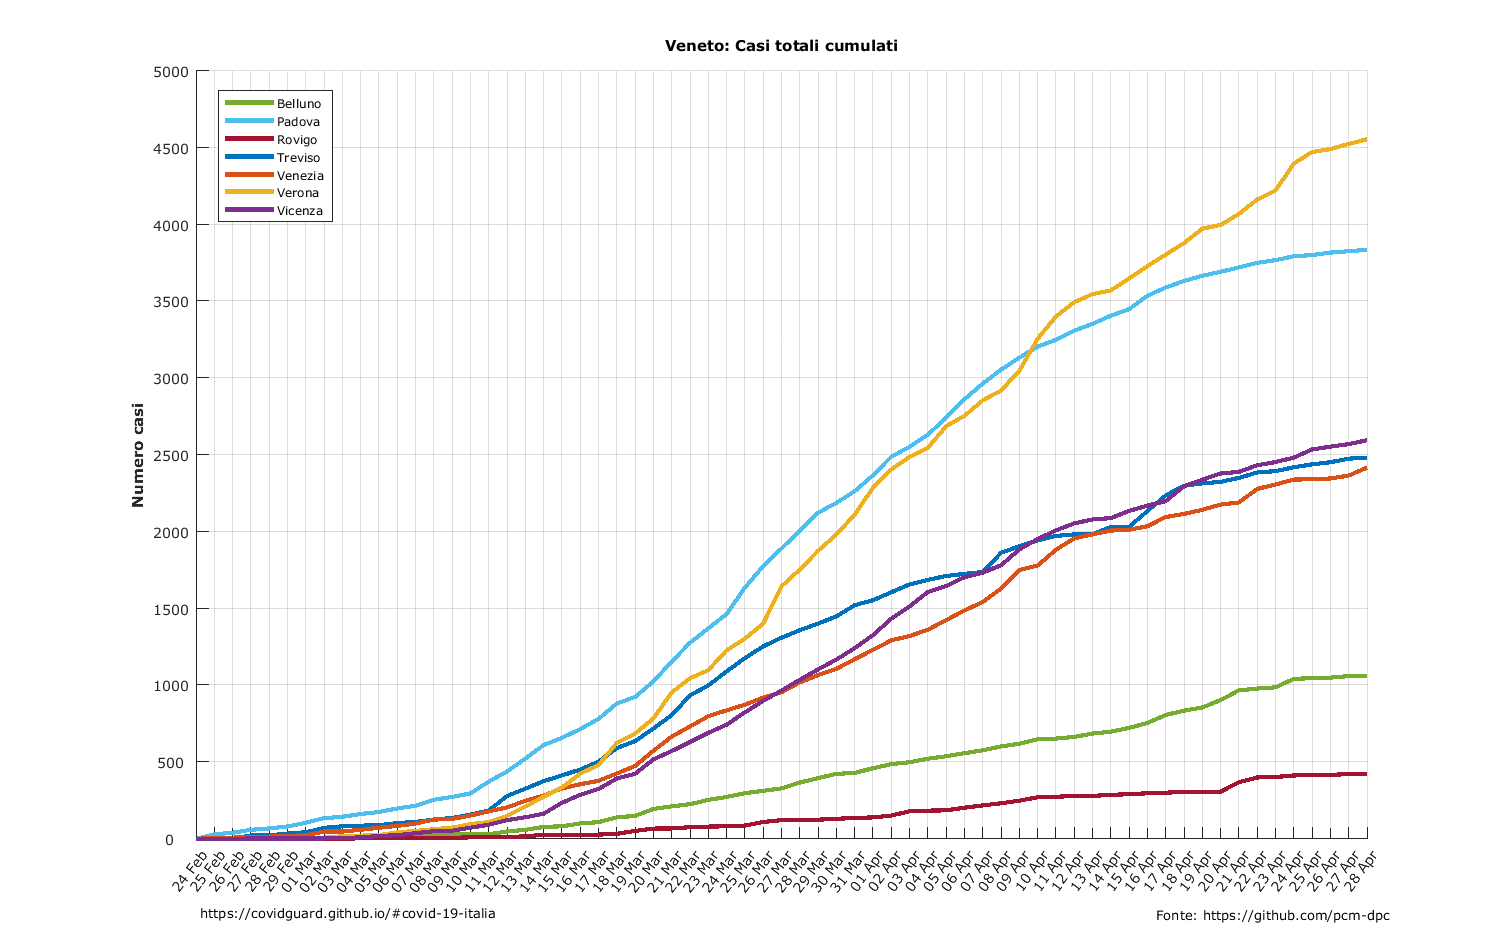 Veneto: Casi totali cumulati
5000
4500
4000
3500
3000
2500
2000
1500
1000
500
0
Numero casi
Belluno
Padova
Rovigo
Treviso
Venezia
Verona
Vicenza
24 Feb
25 Feb
26 Feb
27 Feb
28 Feb
29 Feb
01 Mar
02 Mar
03 Mar
04 Mar
05 Mar
06 Mar
07 Mar
08 Mar
09 Mar
10 Mar
11 Mar
12 Mar
13 Mar
14 Mar
15 Mar
16 Mar
17 Mar
18 Mar
19 Mar
20 Mar
21 Mar
22 Mar
23 Mar
24 Mar
25 Mar
26 Mar
27 Mar
28 Mar
29 Mar
30 Mar
31 Mar
01 Apr
02 Apr
03 Apr
04 Apr
05 Apr
06 Apr
07 Apr
08 Apr
09 Apr
10 Apr
11 Apr
12 Apr
13 Apr
14 Apr
15 Apr
16 Apr
17 Apr
18 Apr
19 Apr
20 Apr
21 Apr
22 Apr
23 Apr
24 Apr
25 Apr
26 Apr
27 Apr
28 Apr
https://covidguard.github.io/#covid-19-italia
Fonte: https://github.com/pcm-dpc